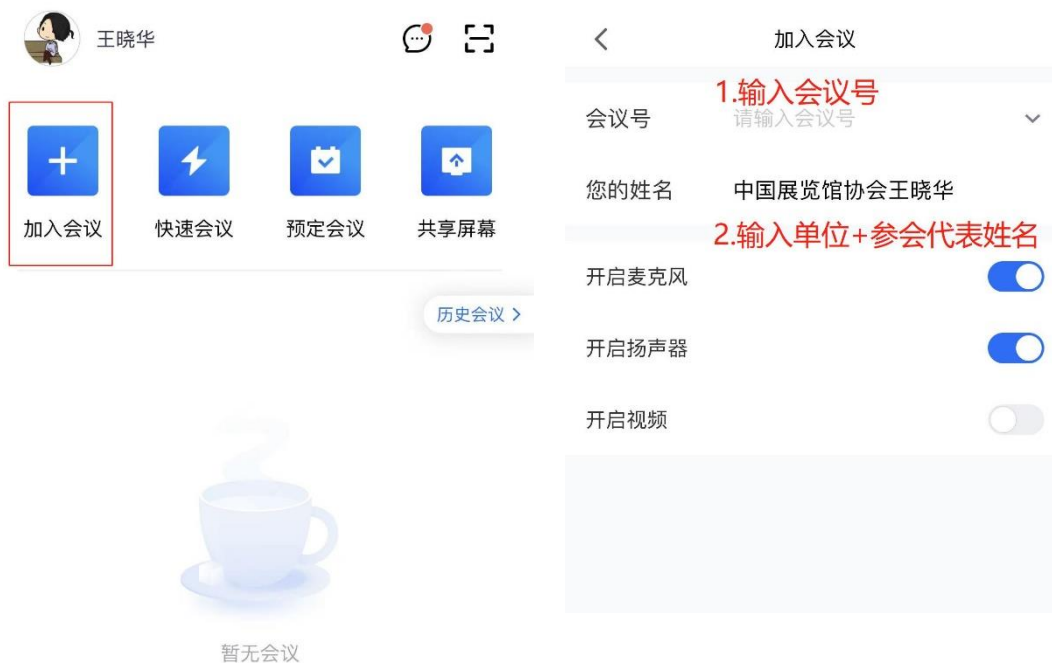 王晓华
加入会议
快速会议
预定会议
共享屏幕
历史会议
暂无会议
加入会议
1.输入会议号
会议号
请输入会议号
您的姓名
中国展览馆协会王晓华
2.输入单位+参会代表姓名
开启麦克风
开启扬声器
开启视频